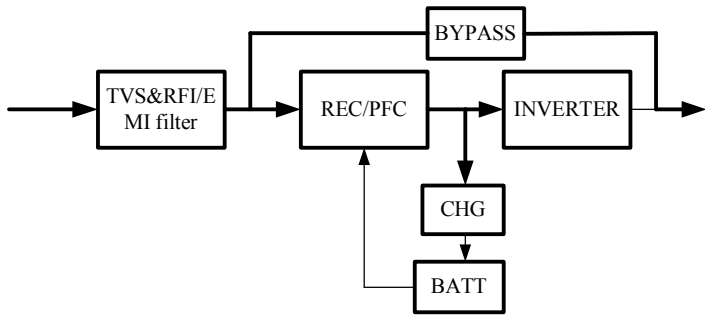 BYPASS
TVS&RFI/E
MI filter
REC/PFC
INVERTER
CHG
BATT